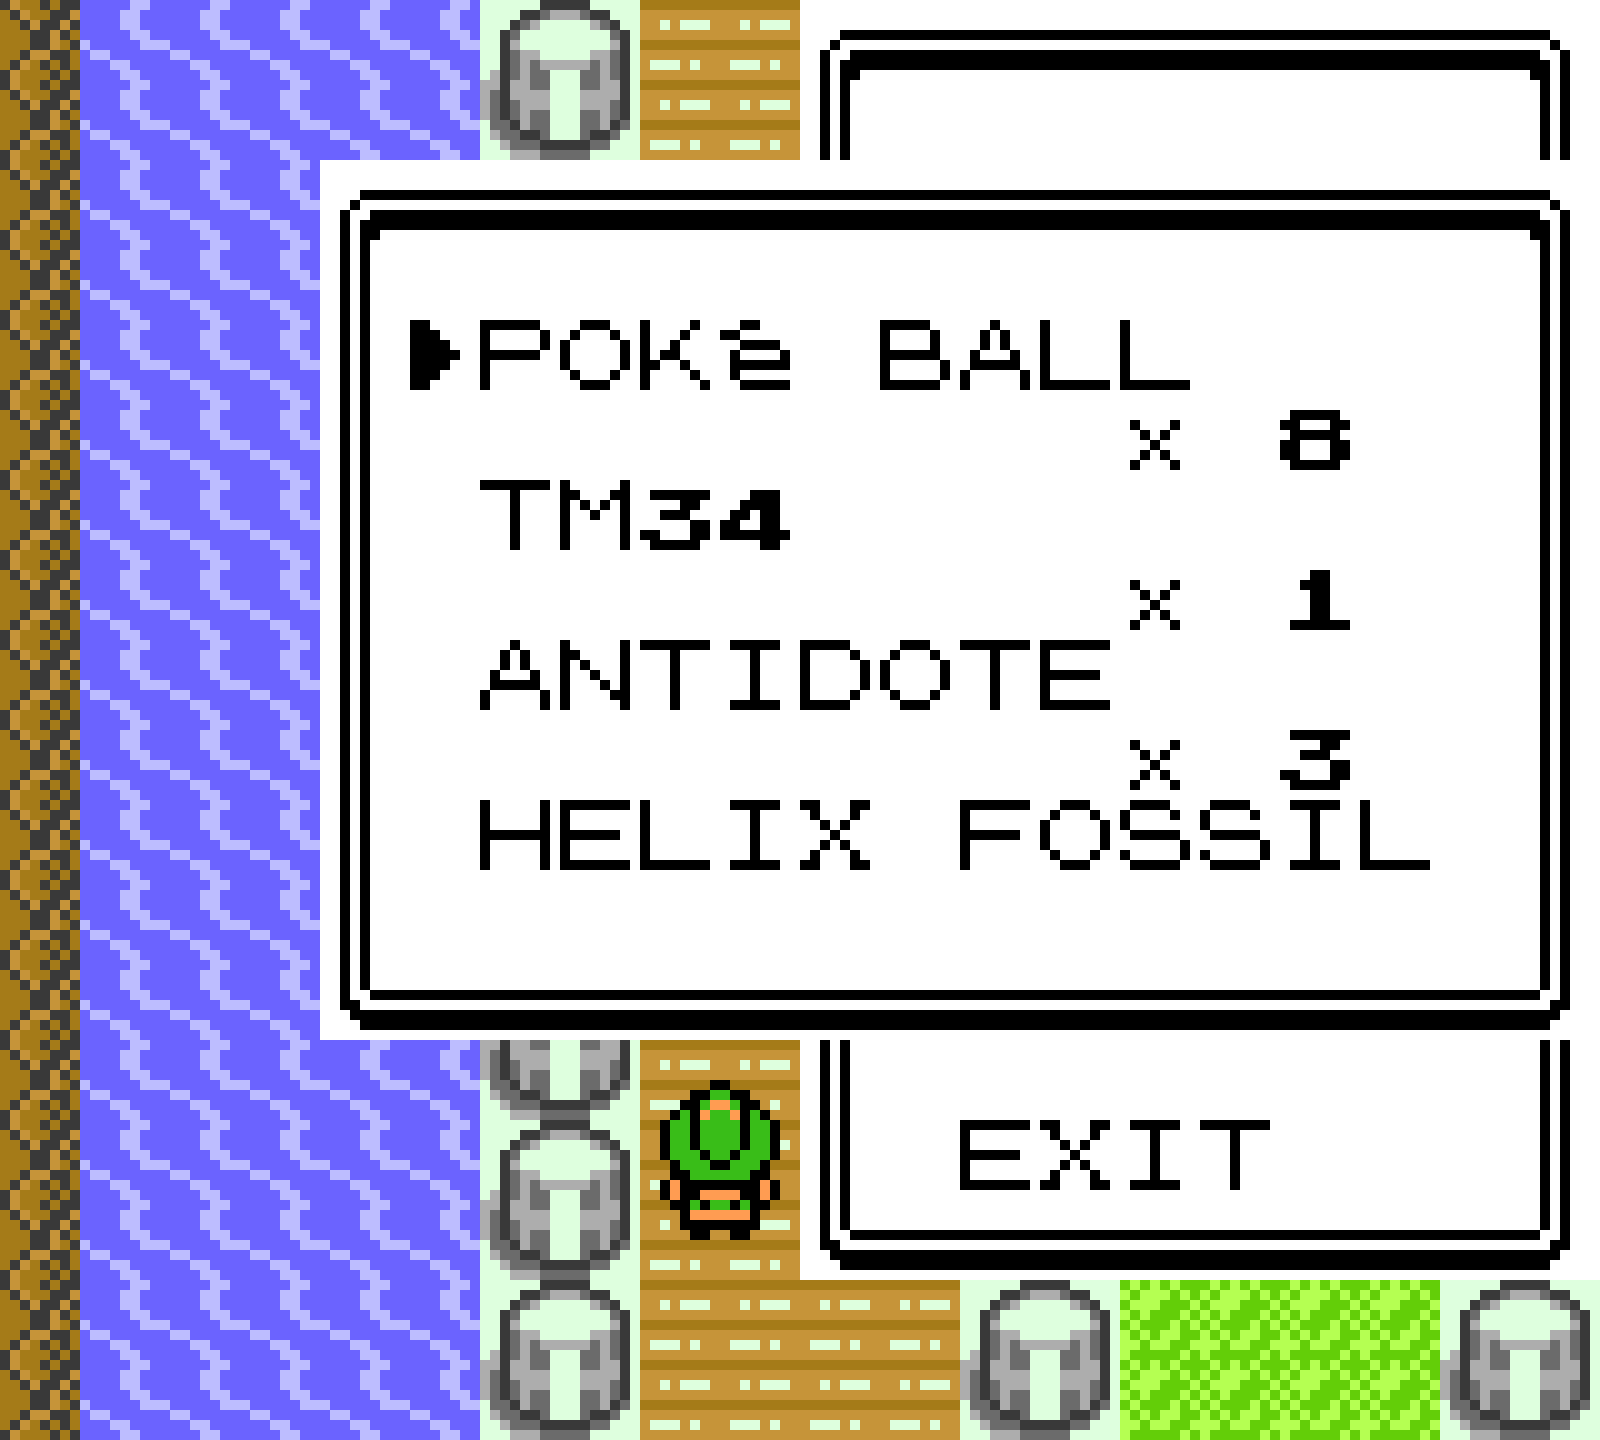 ▶POKé BALL
× 8
TM34
× 1
ANTIDOTE
× 3
HELIX FOSSIL
EXIT